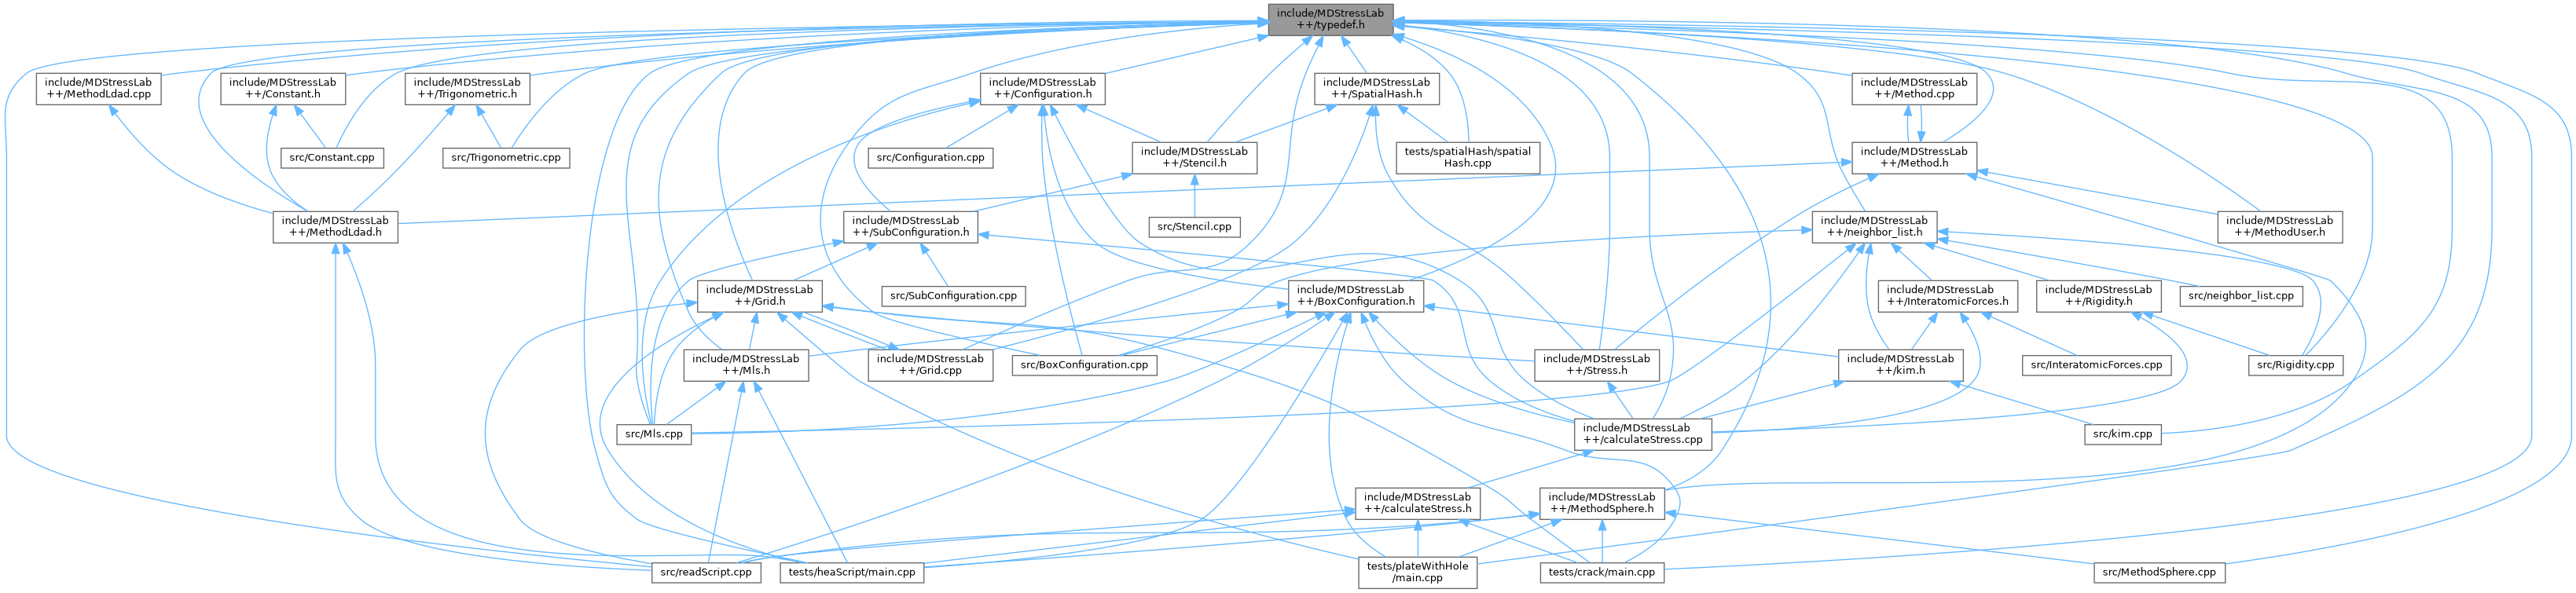 include/MDStressLab
++/typedef.h
include/MDStressLab
++/MethodLdad.cpp
include/MDStressLab
++/Constant.h
include/MDStressLab
++/Trigonometric.h
include/MDStressLab
++/Configuration.h
include/MDStressLab
++/SpatialHash.h
include/MDStressLab
++/Method.cpp
src/Constant.cpp
src/Trigonometric.cpp
src/Configuration.cpp
include/MDStressLab
++/Stencil.h
tests/spatialHash/spatial
Hash.cpp
include/MDStressLab
++/Method.h
include/MDStressLab
++/MethodLdad.h
include/MDStressLab
++/SubConfiguration.h
src/Stencil.cpp
include/MDStressLab
++/neighbor_list.h
include/MDStressLab
++/MethodUser.h
include/MDStressLab
++/Grid.h
src/SubConfiguration.cpp
include/MDStressLab
++/BoxConfiguration.h
include/MDStressLab
++/InteratomicForces.h
include/MDStressLab
++/Rigidity.h
src/neighbor_list.cpp
include/MDStressLab
++/Mls.h
include/MDStressLab
++/Grid.cpp
src/BoxConfiguration.cpp
include/MDStressLab
++/Stress.h
include/MDStressLab
++/kim.h
src/InteratomicForces.cpp
src/Rigidity.cpp
src/Mls.cpp
include/MDStressLab
++/calculateStress.cpp
src/kim.cpp
include/MDStressLab
++/calculateStress.h
include/MDStressLab
++/MethodSphere.h
src/readScript.cpp
tests/heaScript/main.cpp
tests/plateWithHole
/main.cpp
tests/crack/main.cpp
src/MethodSphere.cpp